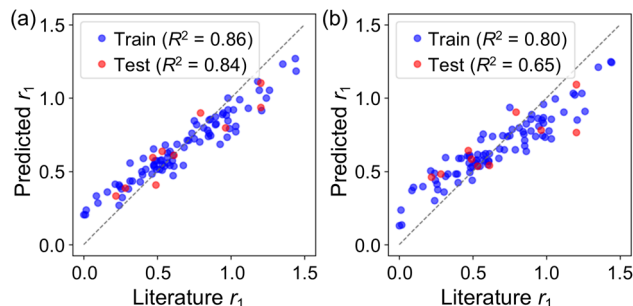 (a)
1.5
1.0
0.5
0.0
Predicted r₁
Train (R² = 0.86)
Test (R² = 0.84)
0.0 0.5 1.0 1.5
Literature r₁
(b)
1.5
1.0
0.5
0.0
Predicted r₁
Train (R² = 0.80)
Test (R² = 0.65)
0.0 0.5 1.0 1.5
Literature r₁